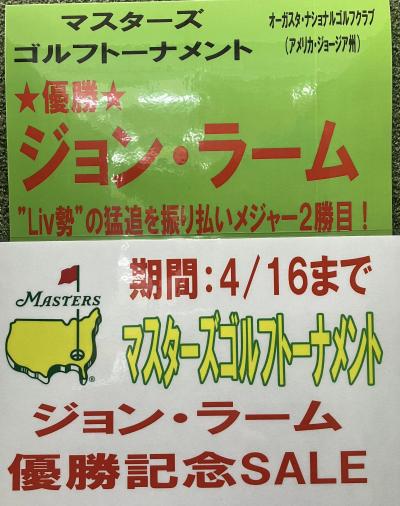 マスターズ
ゴルフトーナメント
オーガスタ・ナショナルゴルフクラブ
(アメリカ・ジョージア州)
★優勝☆
ジョン・ラーム
"Liv勢"の猛追を振り払いメジャー2勝目!
期間:4/16まで
MASTERS
®
マスターズゴルフトーナメント
ジョン・ラーム
優勝記念SALE